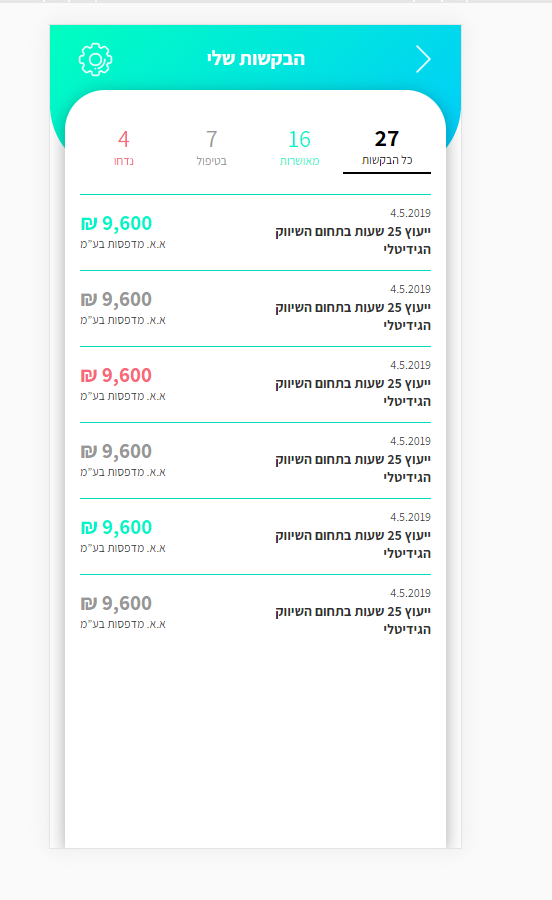 הבקשות שלי
27
כל הבקשות
16
מאושרות
7
בטיפול
4
נדחו
4.5.2019
ייעוץ 25 שעות בתחום השיווק
הגידיטלי
9,600 ₪
א.א. מדפסות בע"מ
4.5.2019
ייעוץ 25 שעות בתחום השיווק
הגידיטלי
9,600 ₪
א.א. מדפסות בע"מ
4.5.2019
ייעוץ 25 שעות בתחום השיווק
הגידיטלי
9,600 ₪
א.א. מדפסות בע"מ
4.5.2019
ייעוץ 25 שעות בתחום השיווק
הגידיטלי
9,600 ₪
א.א. מדפסות בע"מ
4.5.2019
ייעוץ 25 שעות בתחום השיווק
הגידיטלי
9,600 ₪
א.א. מדפסות בע"מ
4.5.2019
ייעוץ 25 שעות בתחום השיווק
הגידיטלי
9,600 ₪
א.א. מדפסות בע"מ